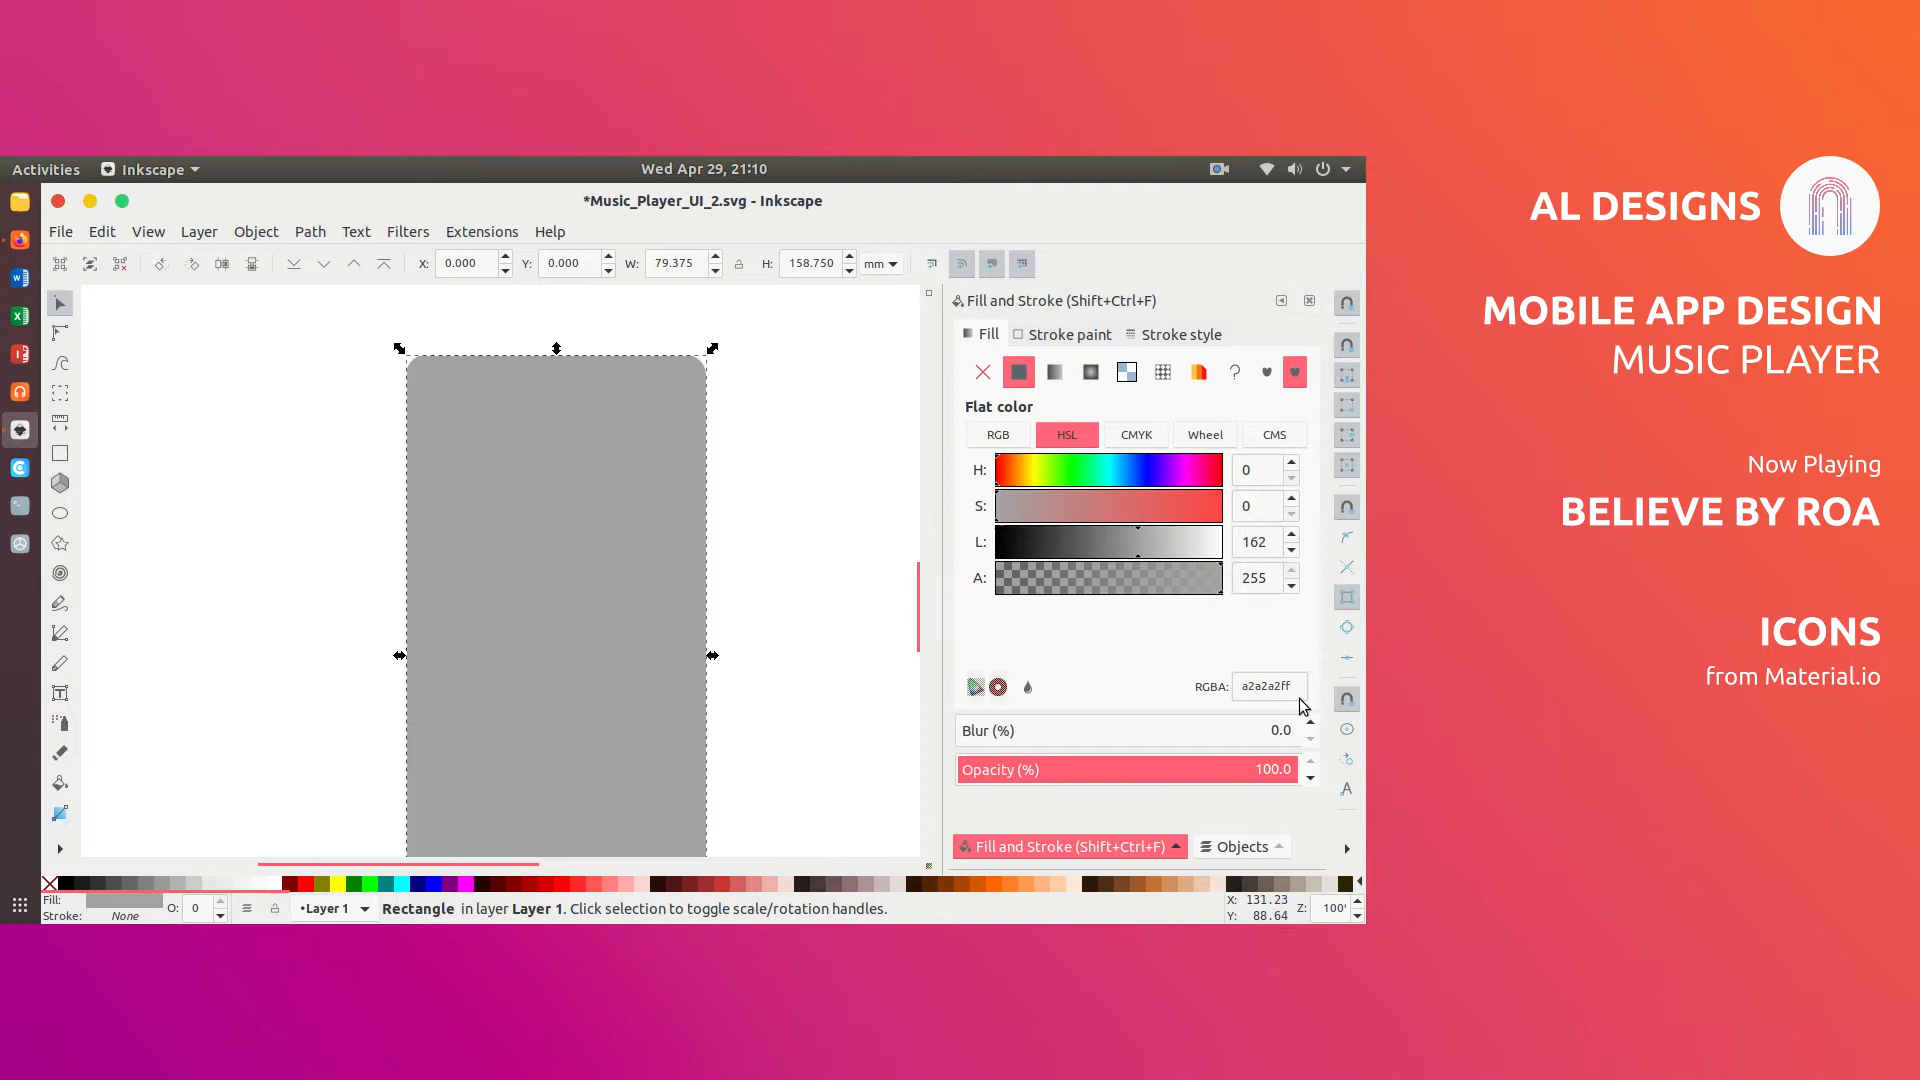 Activities
Inkscape
Wed Apr 29, 21:10
*Music_Player_UI_2.svg - Inkscape
File Edit View Layer Object Path Text Filters Extensions Help
X: 0.000 Y: 0.000 W: 79.375 H: 158.750 mm
Fill and Stroke (Shift+Ctrl+F)
Fill Stroke paint Stroke style
Flat color
RGB HSL CMYK Wheel CMS
H: 0
S: 0
L: 162
A: 255
RGBA: a2a2a2ff
Blur (%) 0.0
Opacity (%) 100.0
Fill and Stroke (Shift+Ctrl+F) Objects
Fill:
Stroke: None
O: 0
•Layer 1
Rectangle in layer Layer 1. Click selection to toggle scale/rotation handles.
X: 131.23
Y: 88.64
Z: 100
AL DESIGNS
MOBILE APP DESIGN
MUSIC PLAYER
Now Playing
BELIEVE BY ROA
ICONS
from Material.io